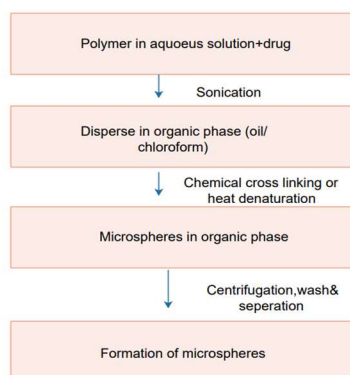 Polymer in aquoeus solution+drug
Sonication
Disperse in organic phase (oil/
chloroform)
Chemical cross linking or
heat denaturation
Microspheres in organic phase
Centrifugation,wash&
seperation
Formation of microspheres